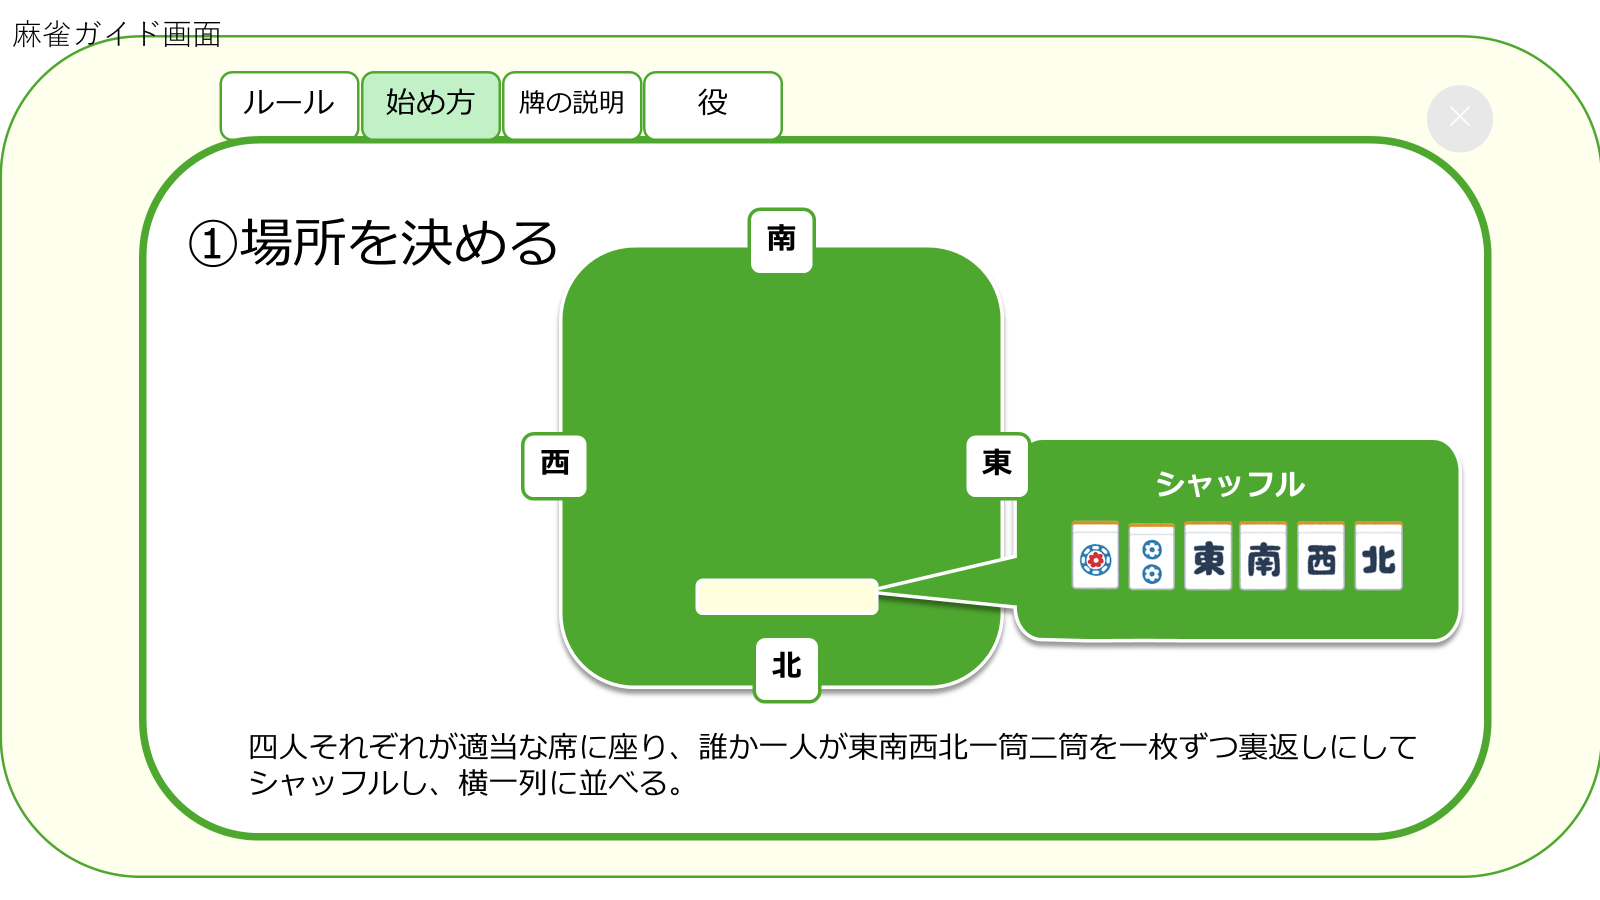 麻雀ガイド画面
ルール
始め方
牌の説明
役
×
①場所を決める
南
西
東
シャッフル
東
南
西
北
北
四人それぞれが適当な席に座り、誰か一人が東南西北一筒二筒を一枚ずつ裏返しにして
シャッフルし、横一列に並べる。